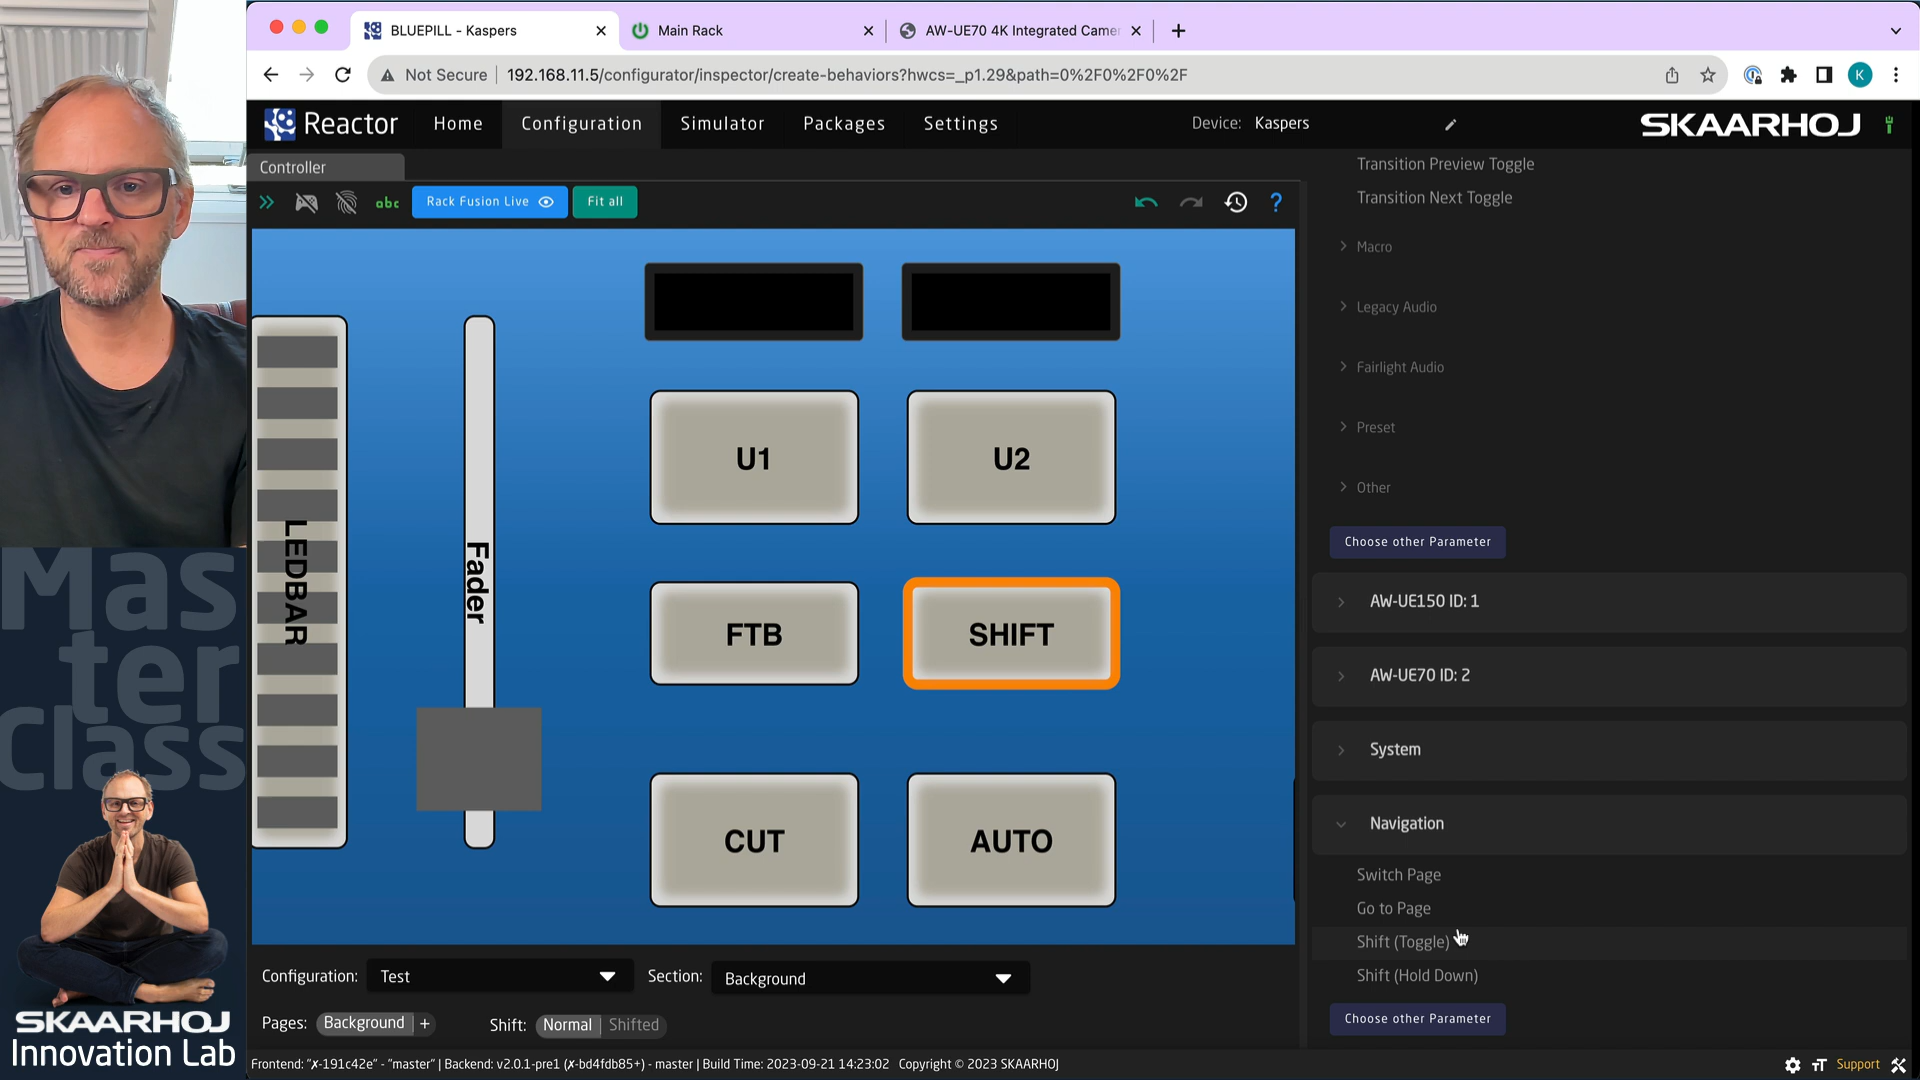 BLUEPILL - Kaspers
Main Rack
AW-UE70 4K Integrated Camer
Not Secure
192.168.11.5/configurator/inspector/create-behaviors?hwcs=_p1.29&path=0%2F0%2F0%2F
K
Reactor
Home
Configuration
Simulator
Packages
Settings
Device: Kaspers
SKAARHOJ
Controller
abc
Rack Fusion Live
Fit all
?
Transition Preview Toggle
Transition Next Toggle
Macro
Legacy Audio
Fairlight Audio
Preset
Other
Choose other Parameter
AW-UE150 ID: 1
AW-UE70 ID: 2
System
Navigation
Switch Page
Go to Page
Shift (Toggle)
Shift (Hold Down)
Choose other Parameter
LEDBAR
Fader
U1
U2
FTB
SHIFT
CUT
AUTO
Configuration: Test
Section: Background
Pages: Background +
Shift: Normal Shifted
Frontend: "✗-191c42e" - "master" | Backend: v2.0.1-pre1 (✗-bd4fdb85+) - master | Build Time: 2023-09-21 14:23:02 Copyright © 2023 SKAARHOJ
Support
Mas
ter
Class
SKAARHOJ
Innovation Lab